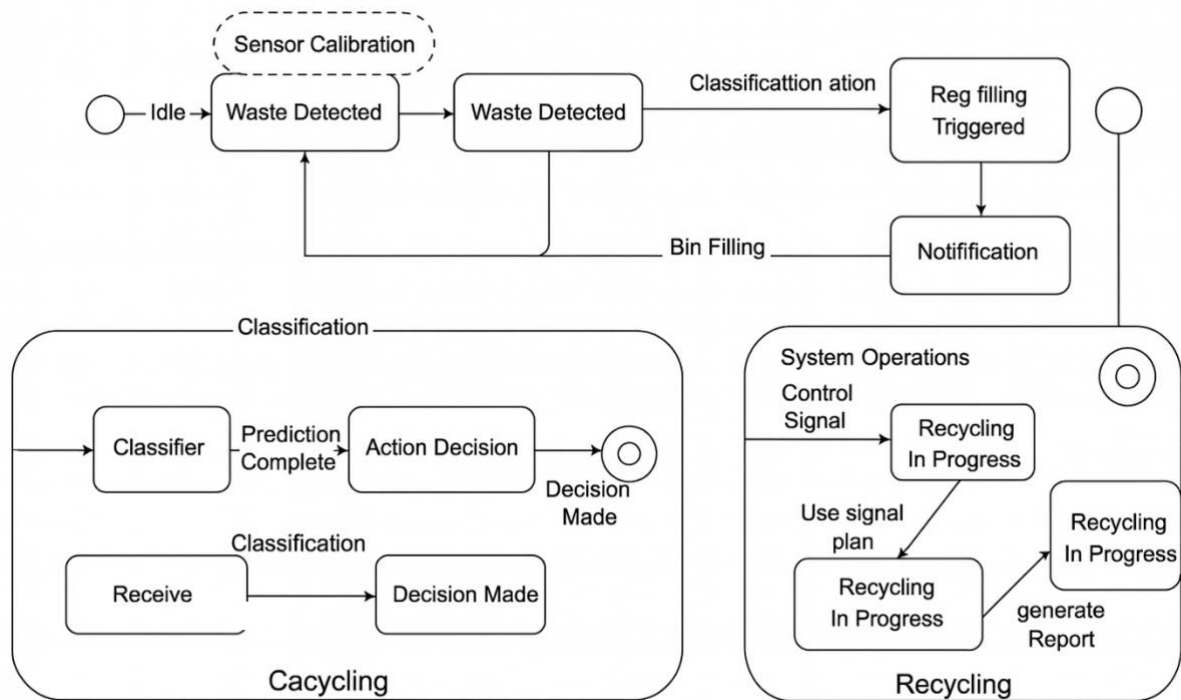 Sensor Calibration
Idle
Waste Detected
Waste Detected
Classificattion ation
Reg filling
Triggered
Bin Filling
Notifification
Classification
Classifier
Prediction
Complete
Action Decision
Decision
Made
Receive
Classification
Decision Made
Cacycling
System Operations
Control
Signal
Recycling
In Progress
Use signal
plan
Recycling
In Progress
Recycling
In Progress
generate
Report
Recycling